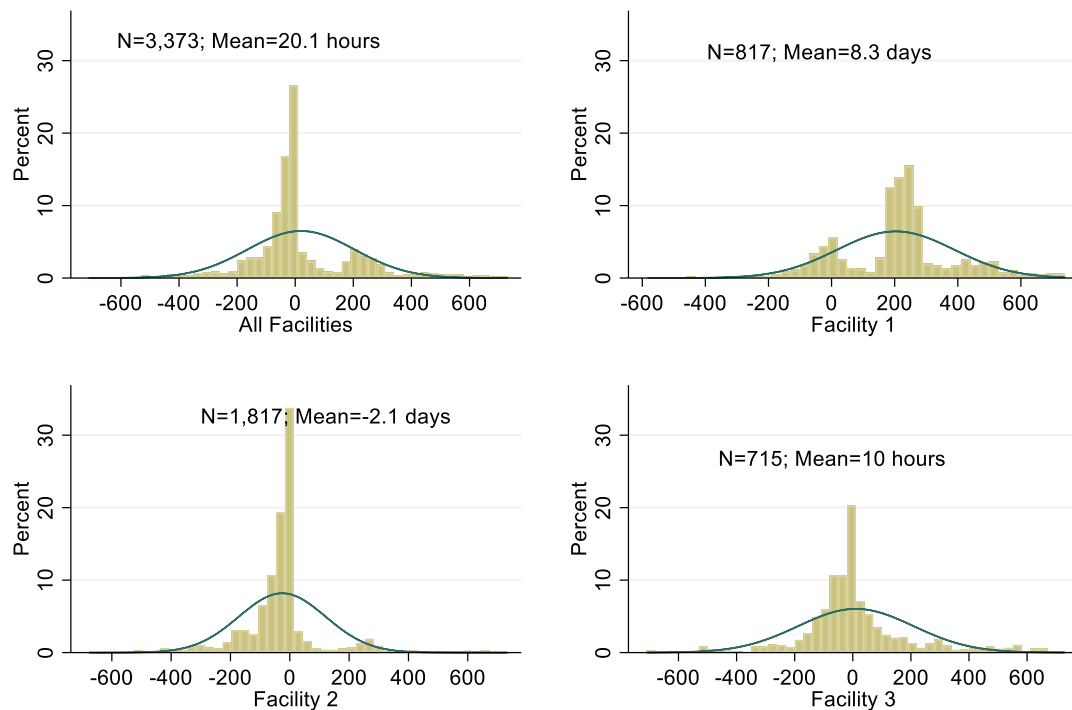 N=3,373; Mean=20.1 hours
Percent
30
20
10
0
-600 -400 -200 0 200 400 600
All Facilities
N=817; Mean=8.3 days
Percent
30
20
10
0
-600 -400 -200 0 200 400 600
Facility 1
N=1,817; Mean=-2.1 days
Percent
30
20
10
0
-600 -400 -200 0 200 400 600
Facility 2
N=715; Mean=10 hours
Percent
30
20
10
0
-600 -400 -200 0 200 400 600
Facility 3